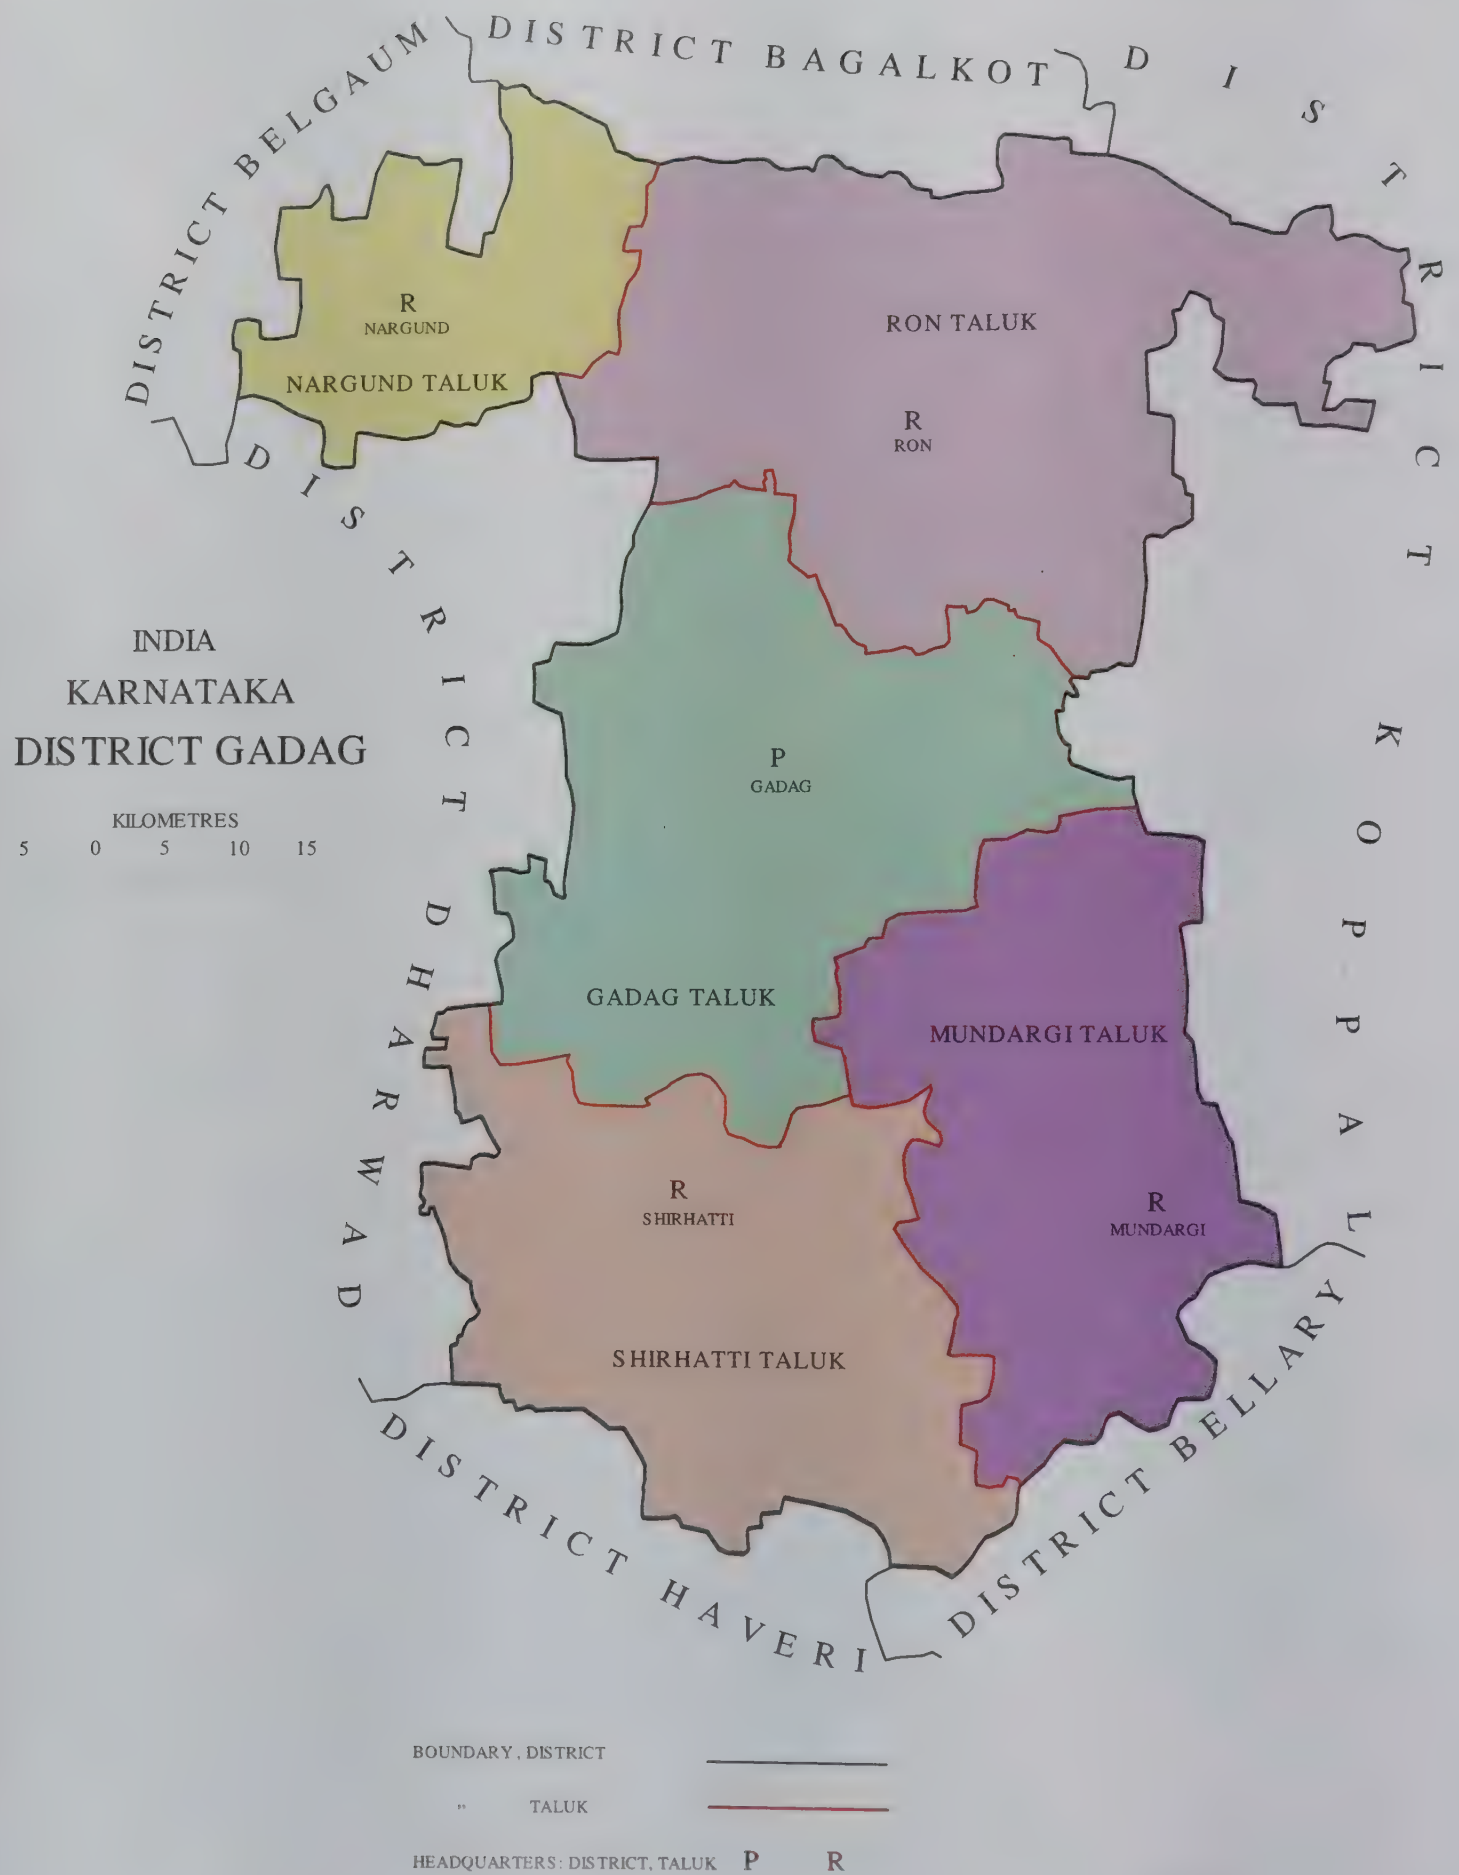 DISTRICT BELGAUM
DISTRICT BAGALKOT
DISTRICT KOPPAL
R
NARGUND
NARGUND TALUK
RON TALUK
R
RON
DISTRICT DHARWAD
INDIA
KARNATAKA
DISTRICT GADAG
KILOMETRES
5 0 5 10 15
P
GADAG
GADAG TALUK
MUNDARGI TALUK
R
SHIRHATTI
R
MUNDARGI
SHIRHATTI TALUK
DISTRICT HAVERI
DISTRICT BELLARY
BOUNDARY, DISTRICT
" TALUK
HEADQUARTERS: DISTRICT, TALUK P R